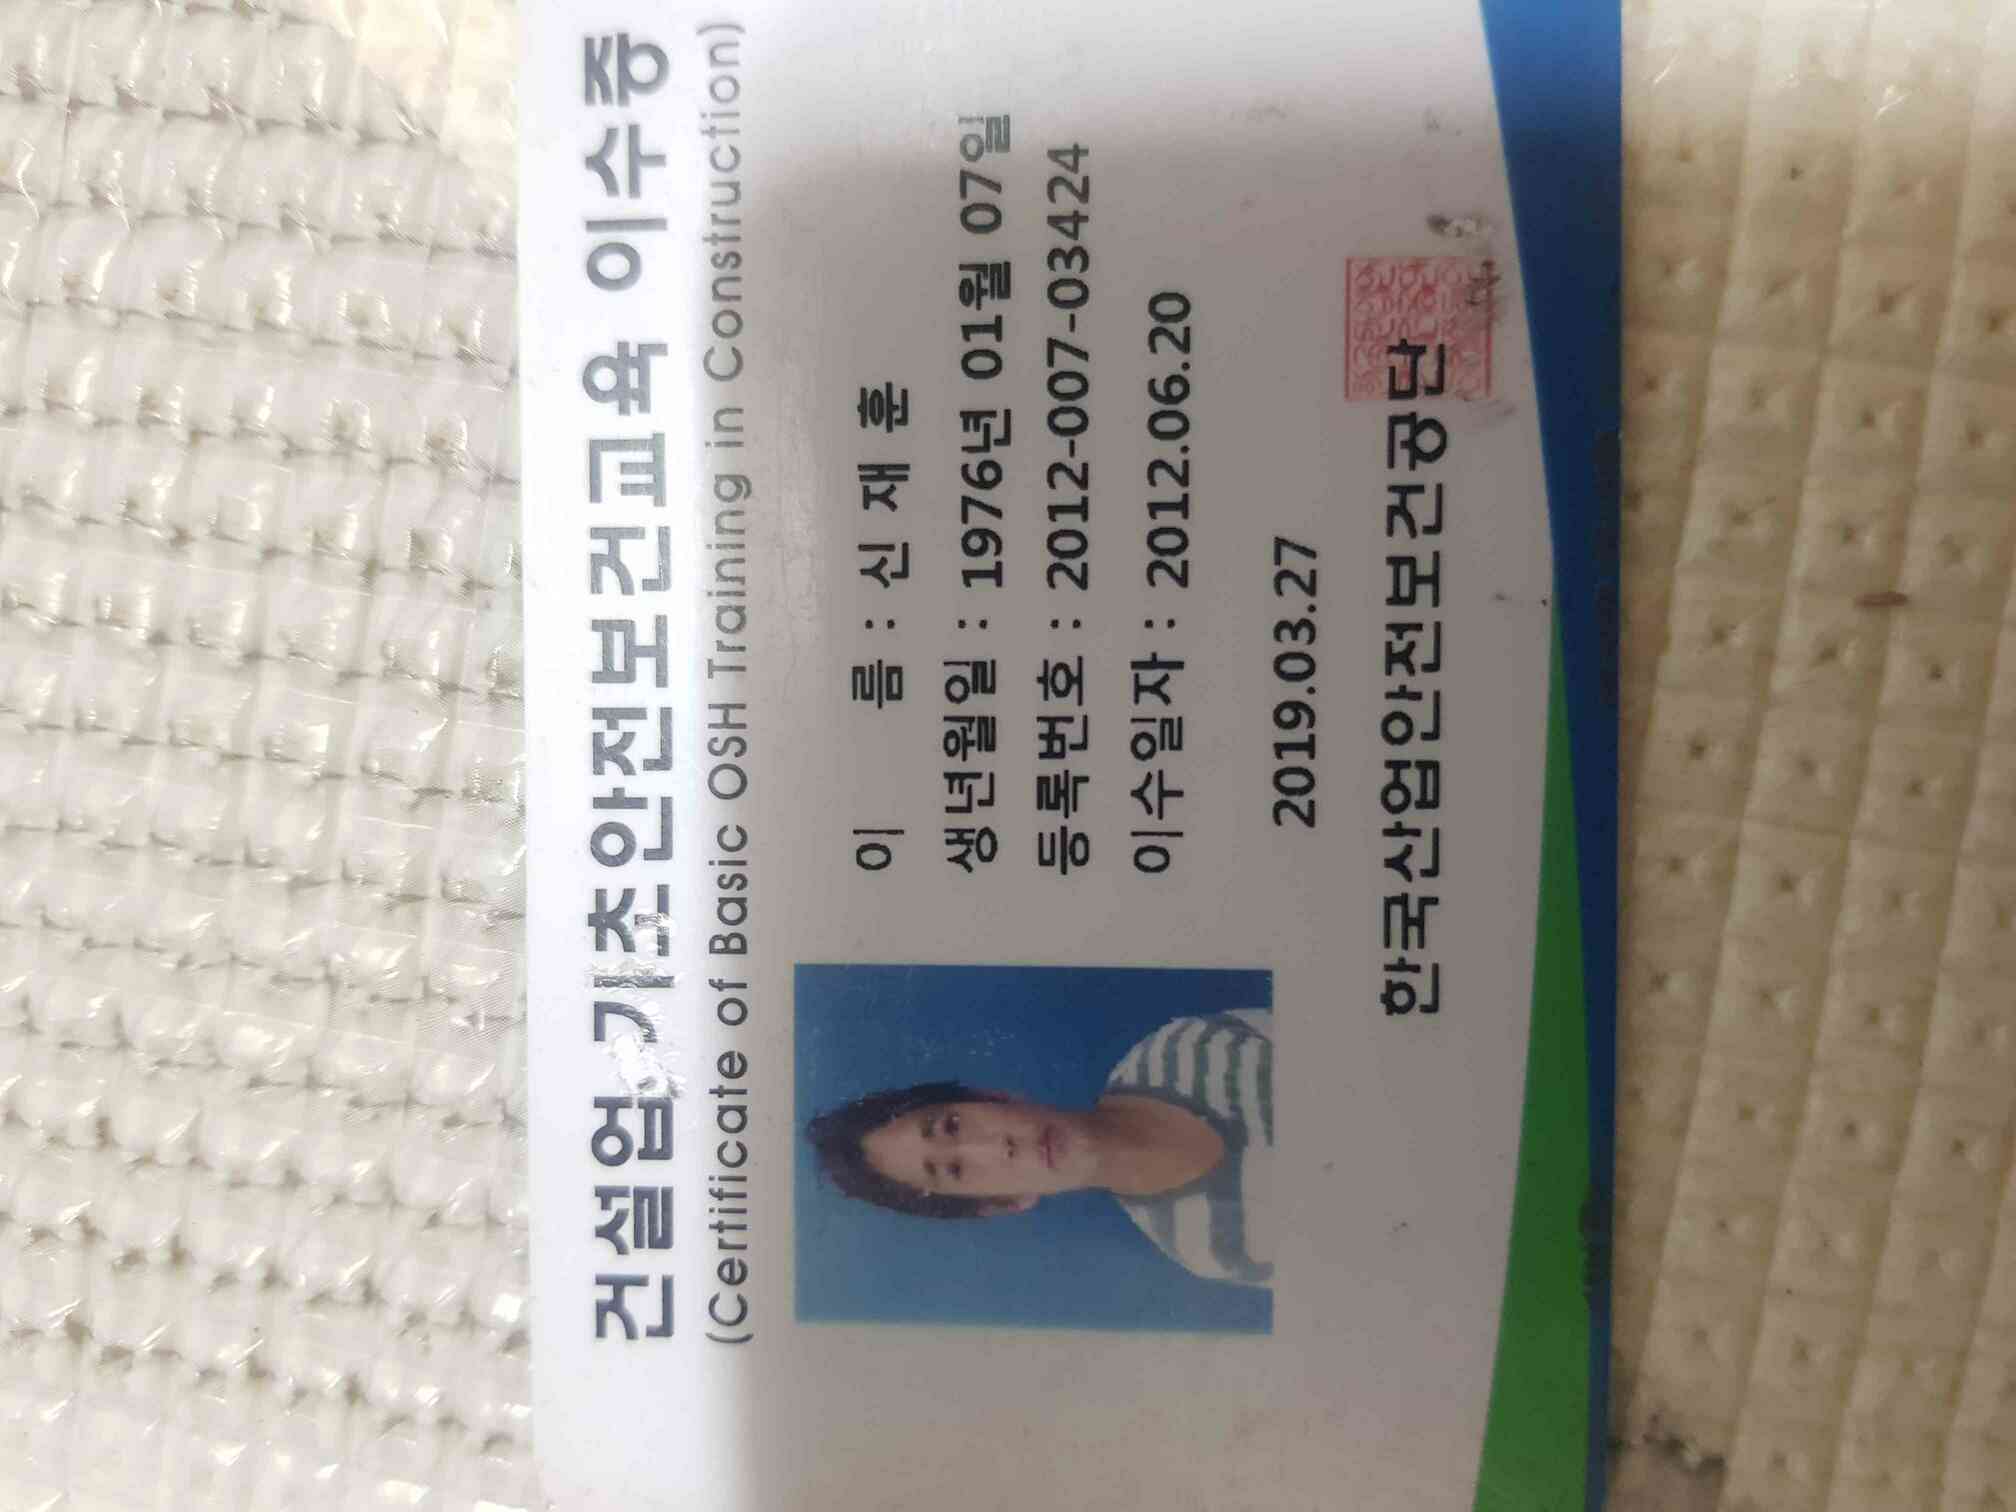 건설업 기초안전보건교육 이수증
(Certificate of Basic OSH Training in Construction)
이 름 : 신 재 훈
생년월일 : 1976년 01월 07일
등록번호 : 2012-007-03424
이수일자 : 2012.06.20
2019.03.27
한국산업안전보건공단